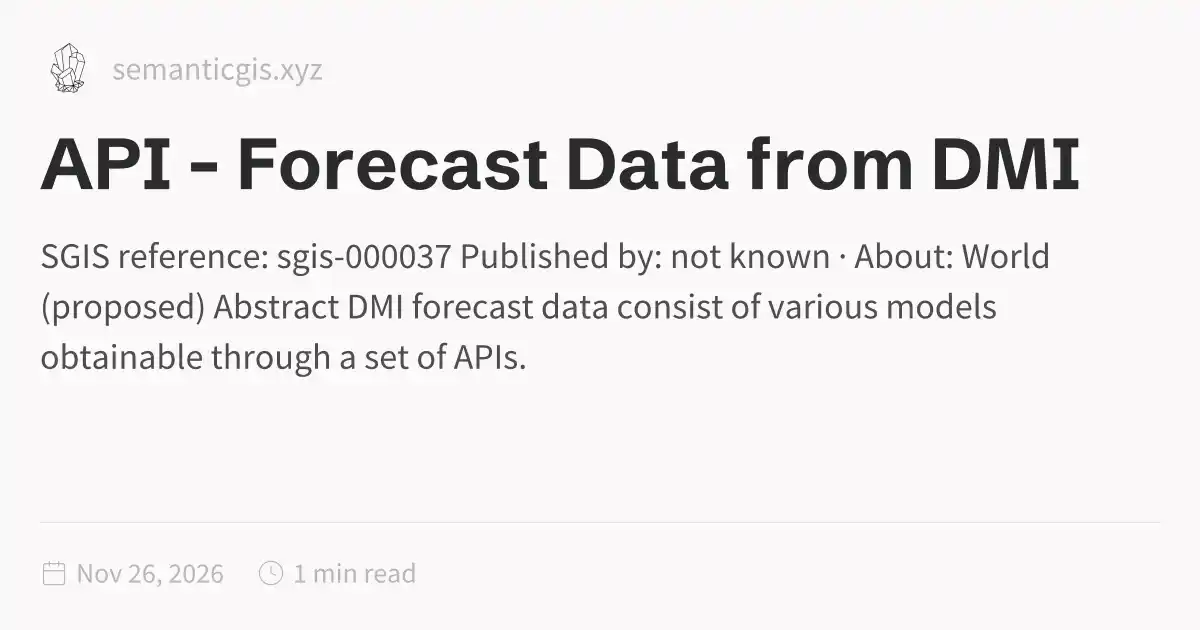 semanticgis.xyz
API - Forecast Data from DMI
SGIS reference: sgis-000037 Published by: not known · About: World
(proposed) Abstract DMI forecast data consist of various models
obtainable through a set of APIs.
Nov 26, 2026
1 min read